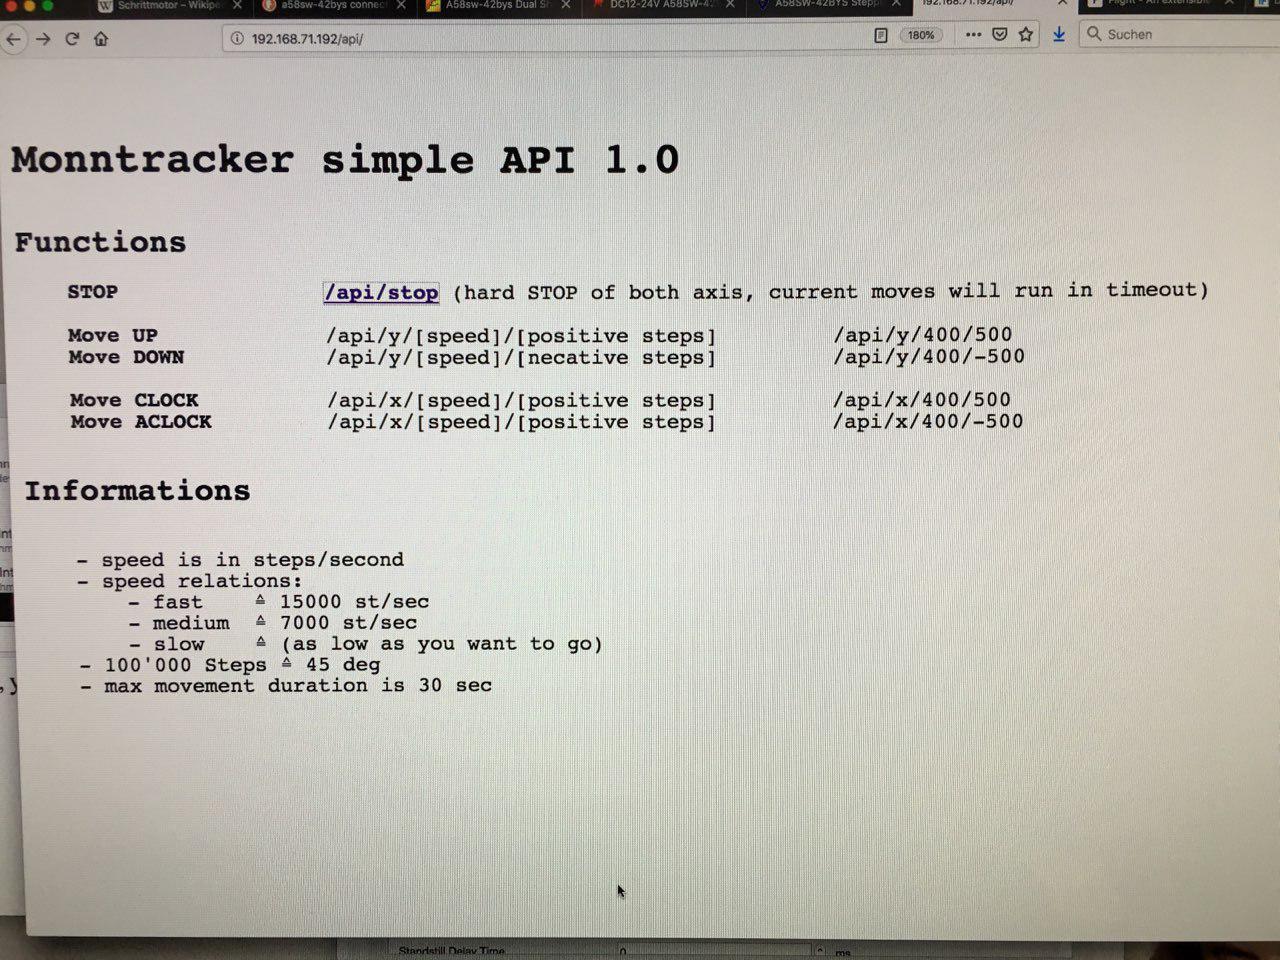 Schrittmotor – Wikipe
a58sw-42bys connec
A58sw-42bys Dual S
DC12-24V A58SW-42
A58SW-42BYS Stepp
192.168.71.192/api/
192.168.71.192/api/
180%
Suchen
Monntracker simple API 1.0
Functions
STOP /api/stop (hard STOP of both axis, current moves will run in timeout)
Move UP /api/y/[speed]/[positive steps] /api/y/400/500
Move DOWN /api/y/[speed]/[necative steps] /api/y/400/-500
Move CLOCK /api/x/[speed]/[positive steps] /api/x/400/500
Move ACLOCK /api/x/[speed]/[positive steps] /api/x/400/-500
Informations
- speed is in steps/second
- speed relations:
- fast ≙ 15000 st/sec
- medium ≙ 7000 st/sec
- slow ≙ (as low as you want to go)
- 100'000 Steps ≙ 45 deg
- max movement duration is 30 sec
Standstill Delay Time 0 ms